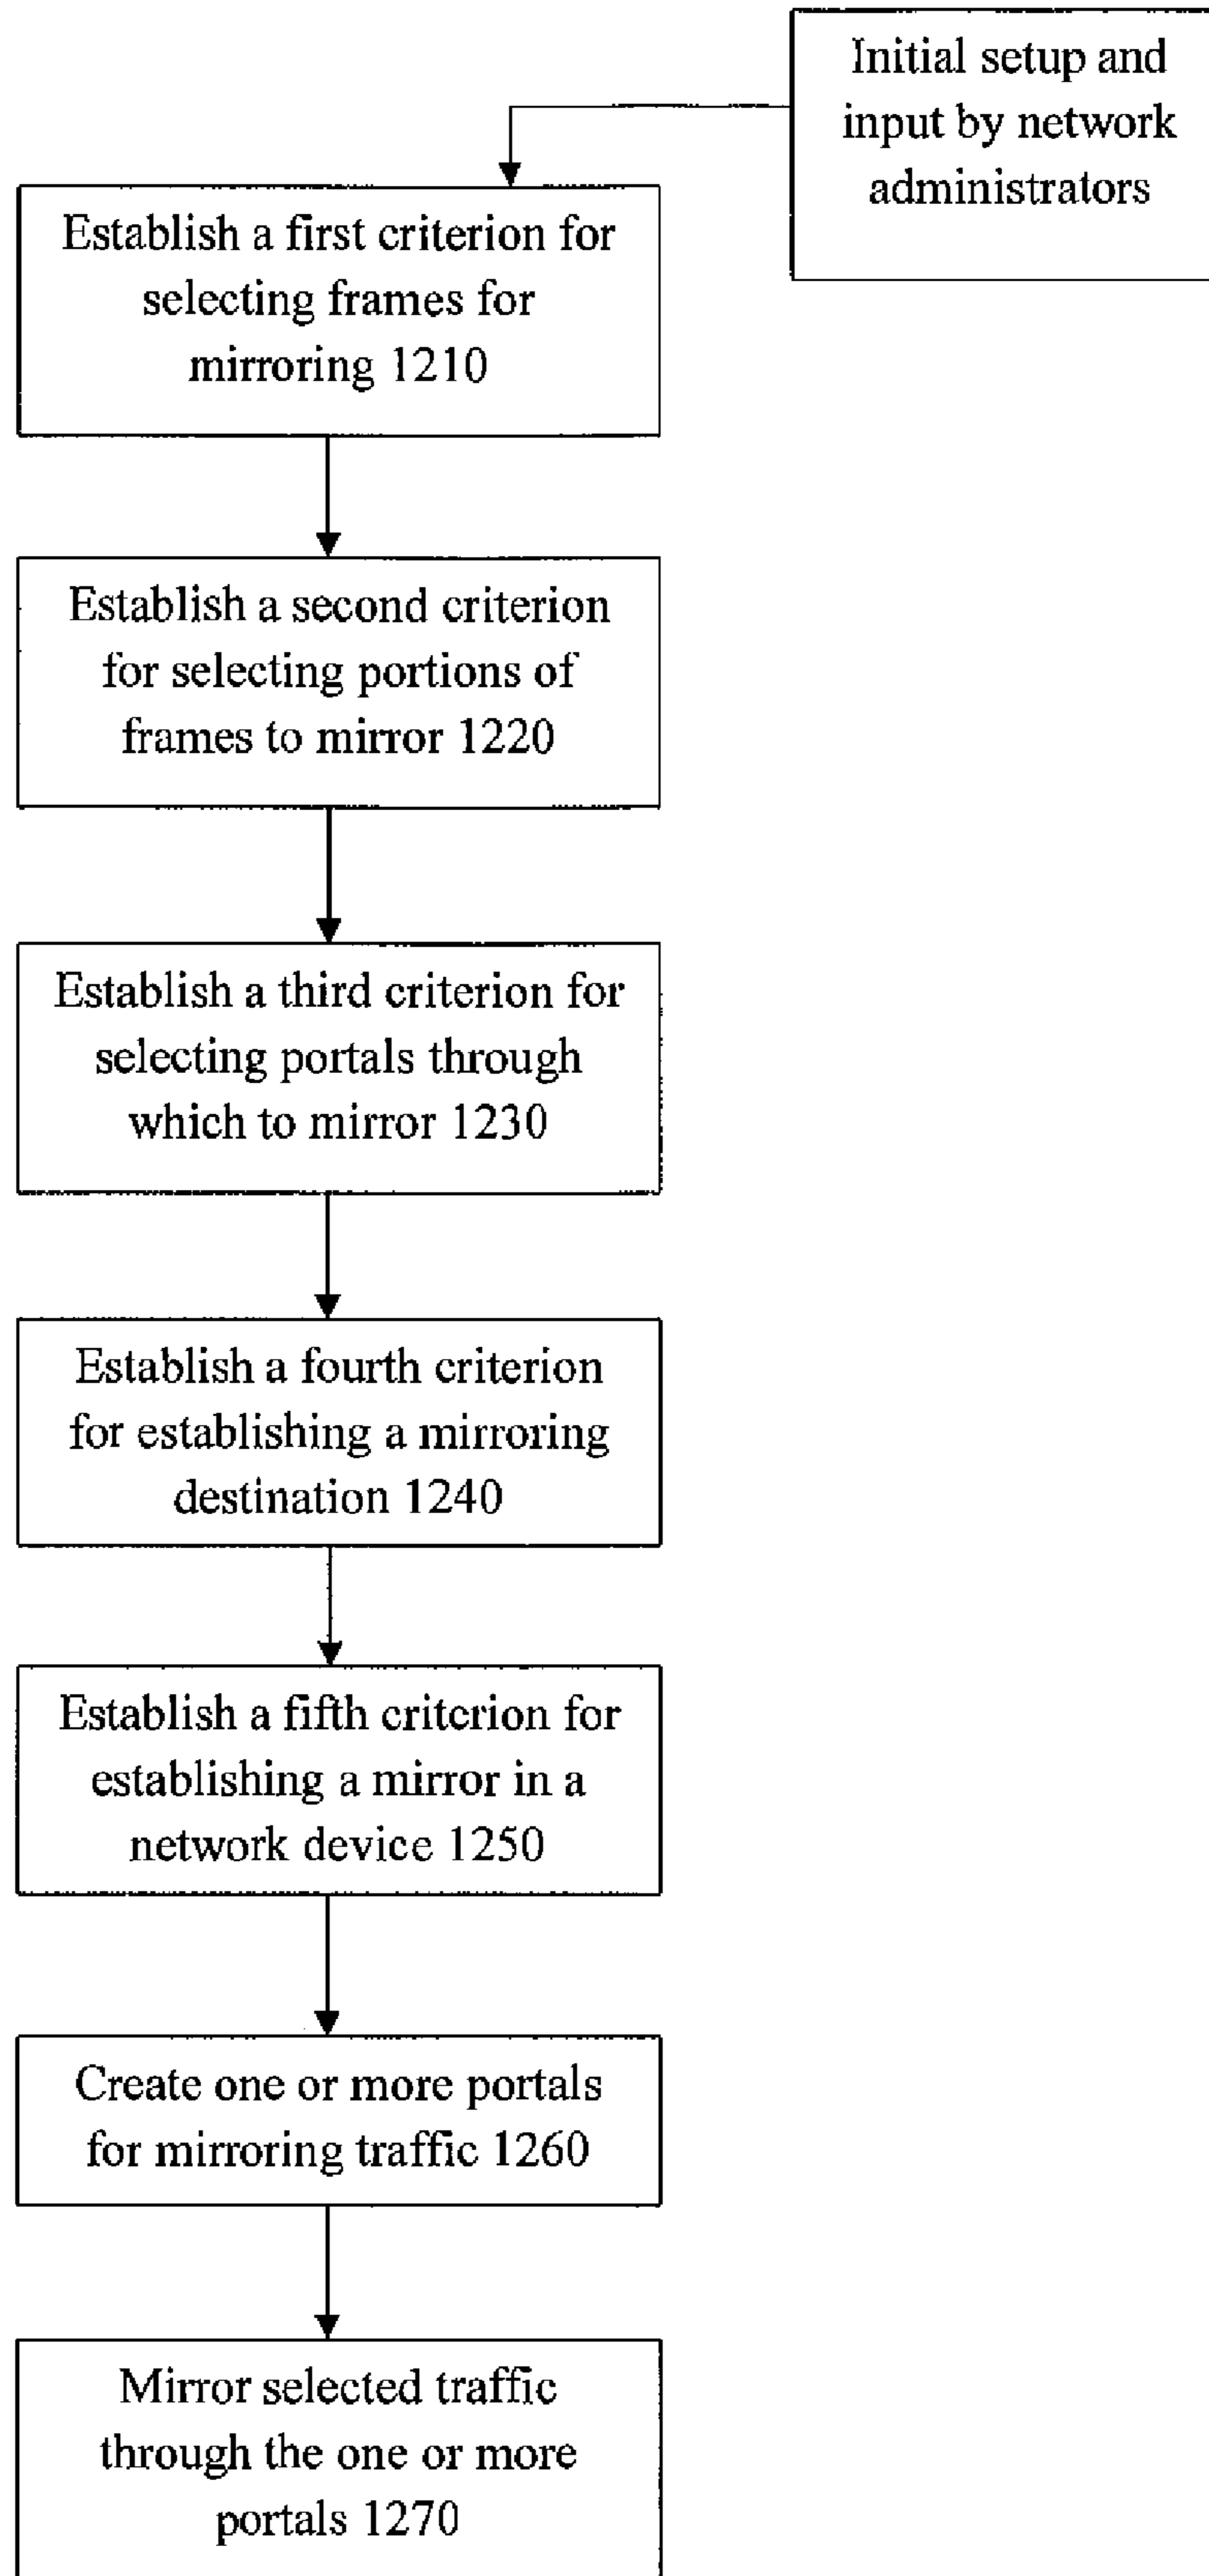 Initial setup and
input by network
administrators
Establish a first criterion for
selecting frames for
mirroring 1210
Establish a second criterion
for selecting portions of
frames to mirror 1220
Establish a third criterion for
selecting portals through
which to mirror 1230
Establish a fourth criterion
for establishing a mirroring
destination 1240
Establish a fifth criterion for
establishing a mirror in a
network device 1250
Create one or more portals
for mirroring traffic 1260
Mirror selected traffic
through the one or more
portals 1270